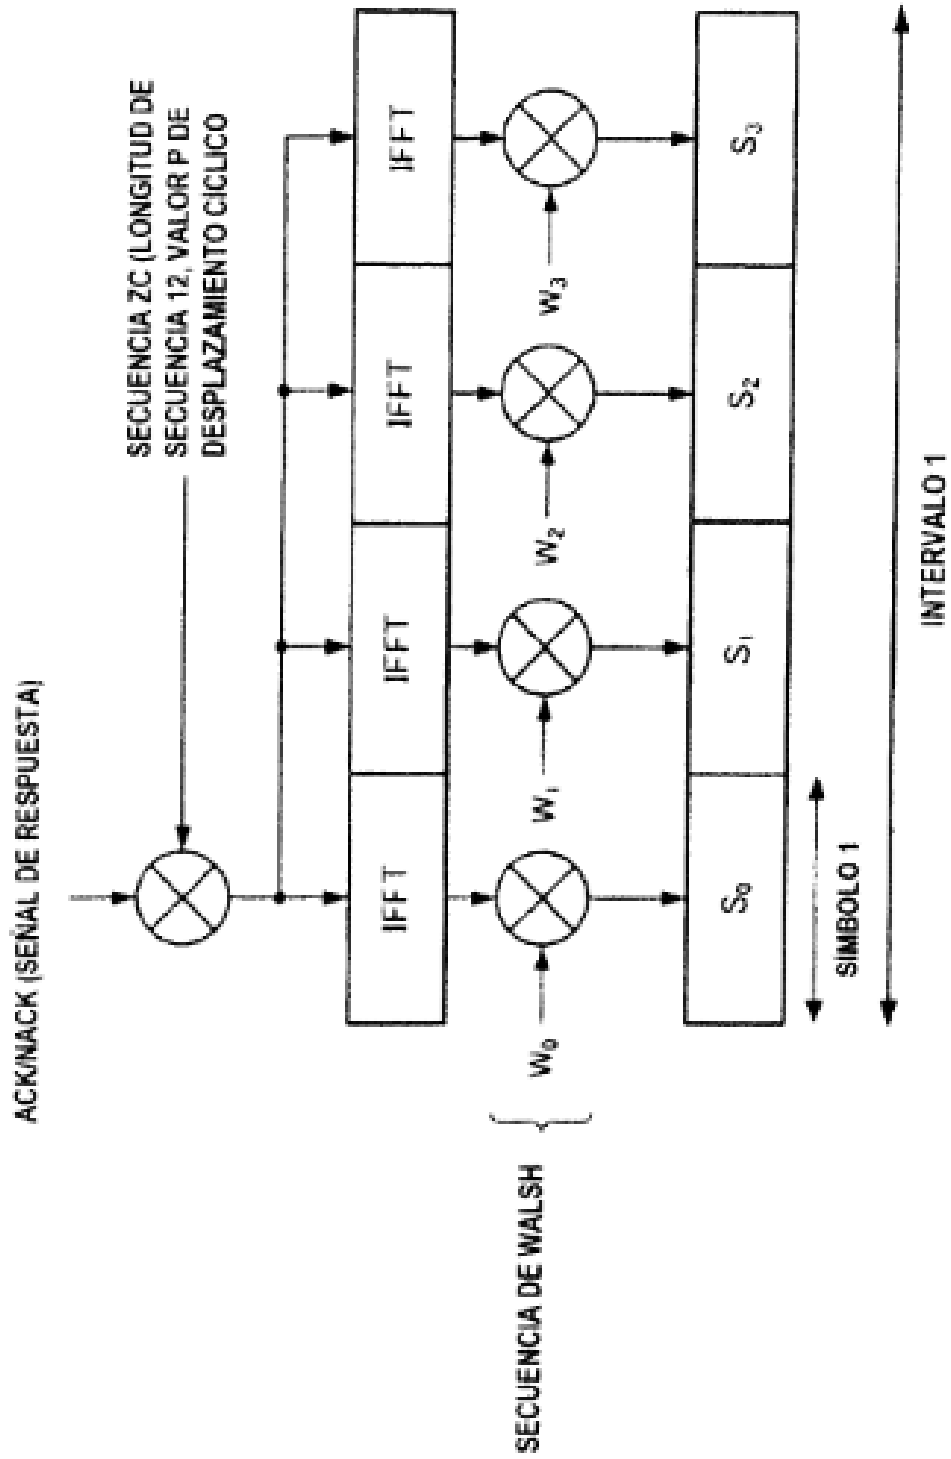 ACK/NACK (SEÑAL DE RESPUESTA)
SECUENCIA ZC (LONGITUD DE
SECUENCIA 12, VALOR P DE
DESPLAZAMIENTO CÍCLICO
IFFT
IFFT
IFFT
IFFT
SECUENCIA DE WALSH
W0
W1
W2
W3
S0
S1
S2
S3
SÍMBOLO 1
INTERVALO 1